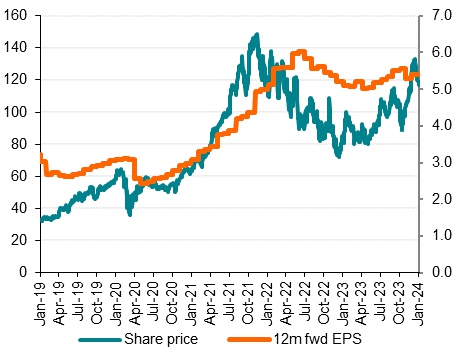 160
140
120
100
80
60
40
20
0
7.0
6.0
5.0
4.0
3.0
2.0
1.0
0.0
Jan-19
Apr-19
Jul-19
Oct-19
Jan-20
Apr-20
Jul-20
Oct-20
Jan-21
Apr-21
Jul-21
Oct-21
Jan-22
Apr-22
Jul-22
Oct-22
Jan-23
Apr-23
Jul-23
Oct-23
Jan-24
Share price
12m fwd EPS